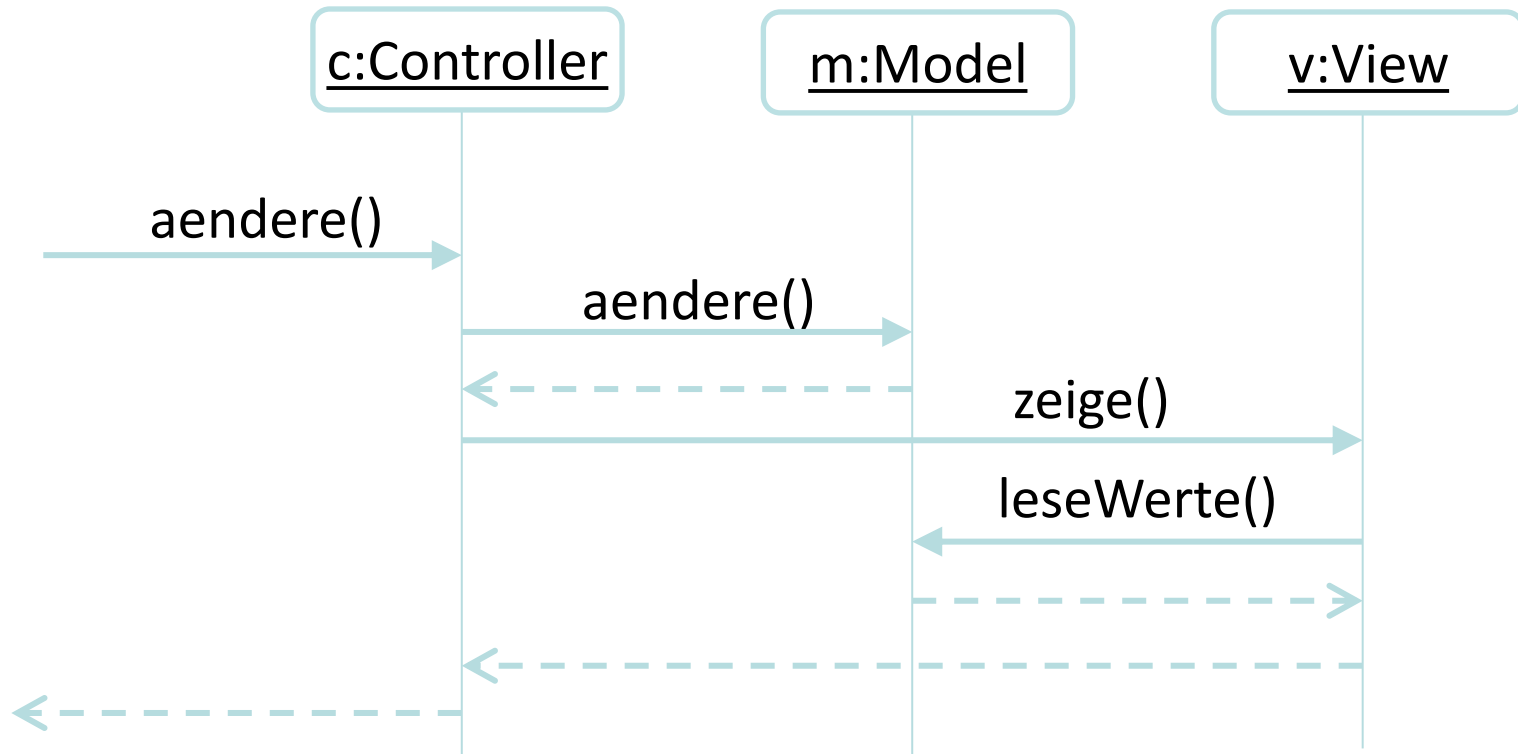 c:Controller
m:Model
v:View
aendere()
aendere()
zeige()
leseWerte()